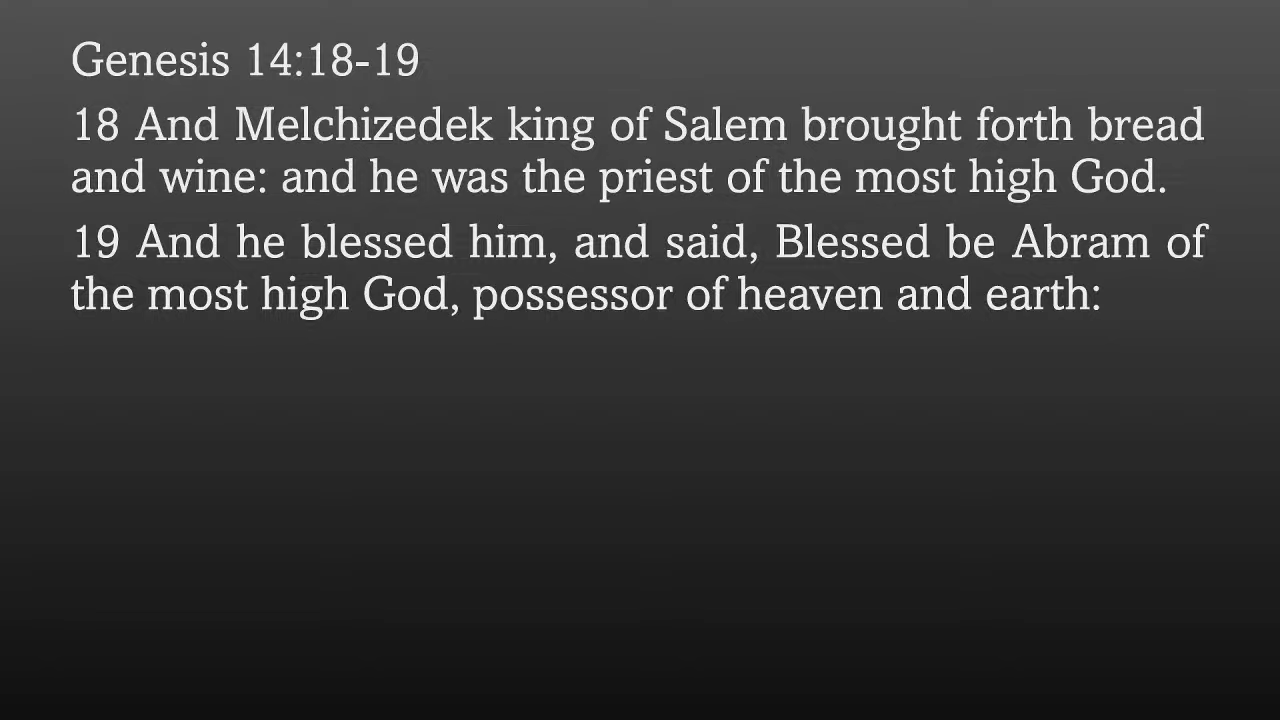 Genesis 14:18-19
18 And Melchizedek king of Salem brought forth bread
and wine: and he was the priest of the most high God.
19 And he blessed him, and said, Blessed be Abram of
the most high God, possessor of heaven and earth: